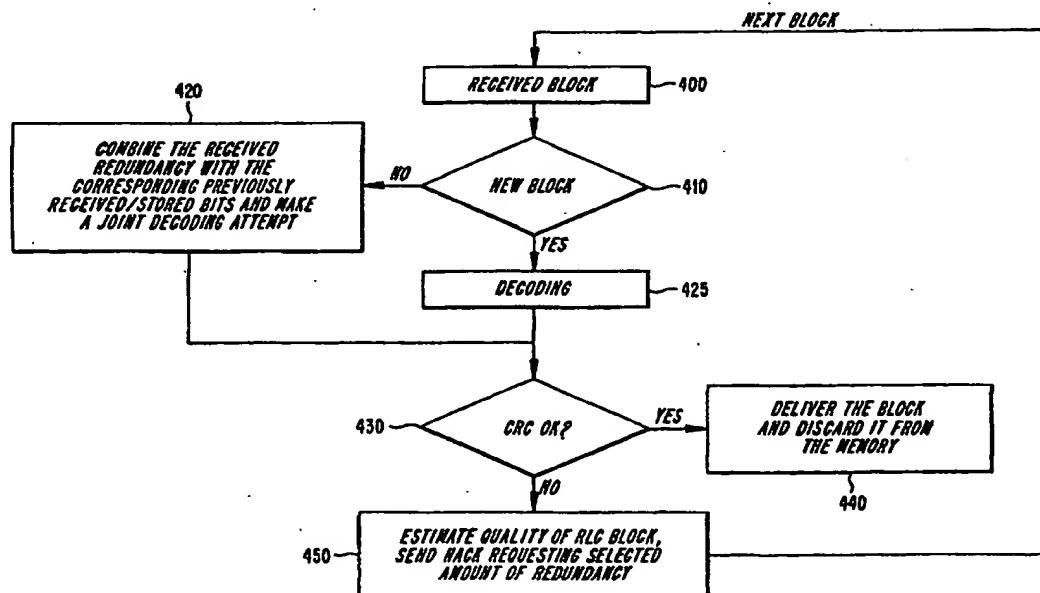 NEXT BLOCK
RECEIVED BLOCK
400
420
COMBINE THE RECEIVED
REDUNDANCY WITH THE
CORRESPONDING PREVIOUSLY
RECEIVED/STORED BITS AND MAKE
A JOINT DECODING ATTEMPT
NO
NEW BLOCK
410
YES
DECODING
425
430
CRC OK?
YES
DELIVER THE BLOCK
AND DISCARD IT FROM
THE MEMORY
440
NO
450
ESTIMATE QUALITY OF RLC BLOCK,
SEND NACK REQUESTING SELECTED
AMOUNT OF REDUNDANCY